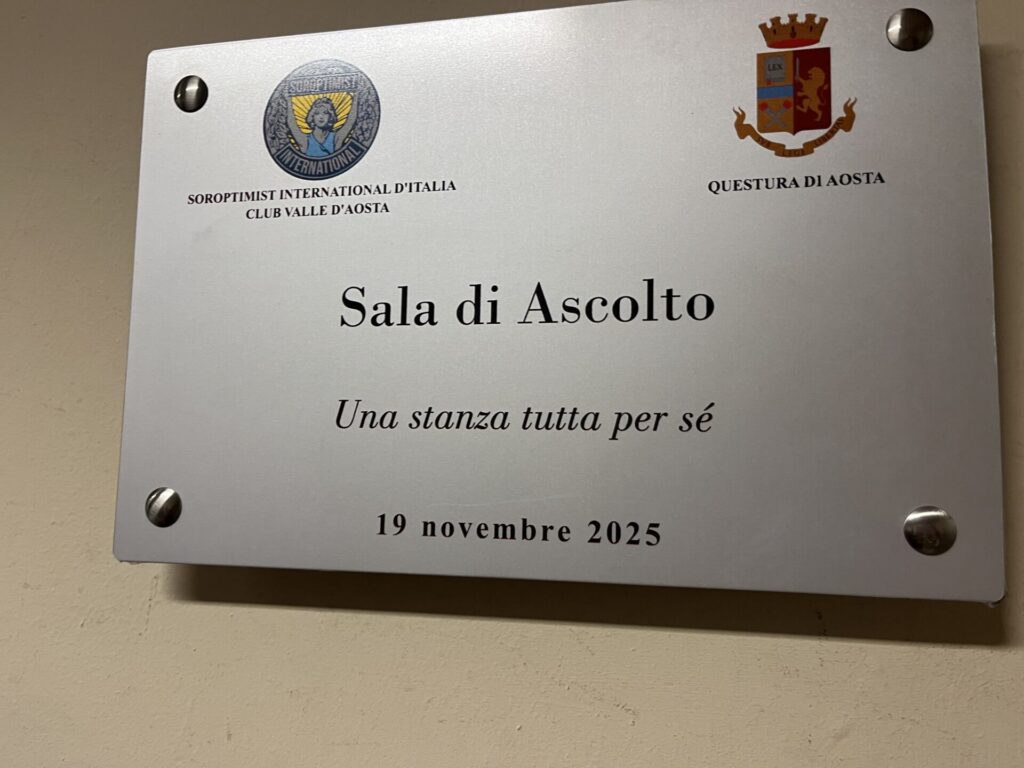 SOROPTIMIST
INTERNATIONAL
SOROPTIMIST INTERNATIONAL D'ITALIA
CLUB VALLE D'AOSTA
LEX
QUESTURA DI AOSTA
Sala di Ascolto
Una stanza tutta per sé
19 novembre 2025